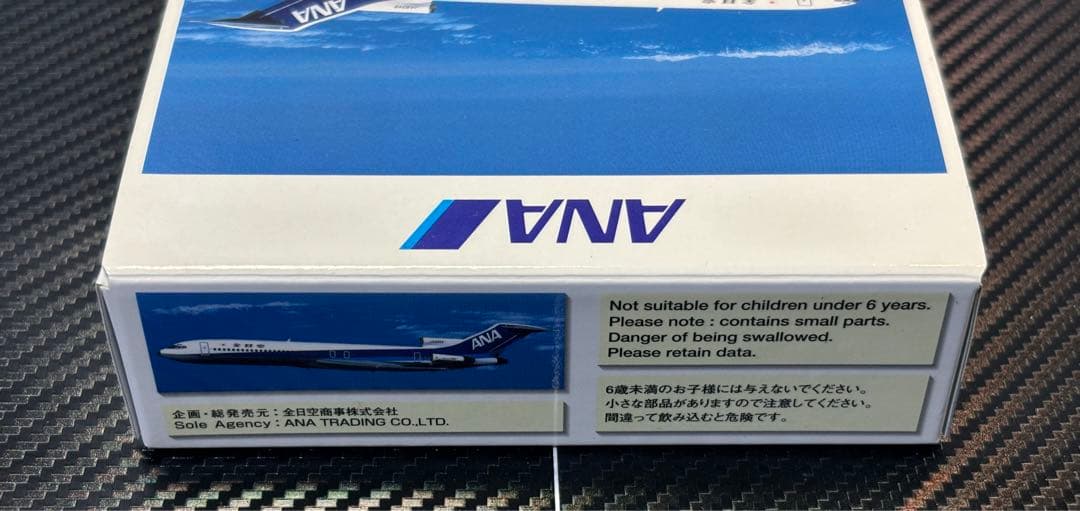 ANA
全日空
ANA
ANA
全日空
企画・総発売元：全日空商事株式会社
Sole Agency : ANA TRADING CO.,LTD.
Not suitable for children under 6 years.
Please note : contains small parts.
Danger of being swallowed.
Please retain data.
6歳未満のお子様には与えないでください。
小さな部品がありますので注意してください。
間違って飲み込むと危険です。